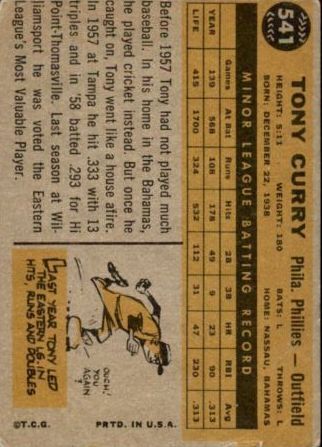 541
TONY CURRY
Phila. Phillies — Outfield
HEIGHT: 5:11 WEIGHT: 180 BATS: L THROWS: L
BORN: DECEMBER 22, 1938 HOME: NASSAU, BAHAMAS
MINOR LEAGUE BATTING RECORD
Games At Bat Runs Hits 2B 3B HR RBI Avg
YEAR 139 568 108 178 49 9 23 90 .313
LIFE 415 1700 324 532 112 31 47 230 .313
Before 1957 Tony had not played much
baseball. In his home in the Bahamas,
he played cricket instead. But once he
caught on, Tony went like a house afire.
In 1957 at Tampa he hit .333 with 13
triples and in '58 batted .293 for Hi
Point-Thomasville. Last season at Wil-
liamsport he was voted the Eastern
League's Most Valuable Player.
OUCH!
YOU
AGAIN?
LAST YEAR TONY LED
THE EASTERN LG. IN
HITS, RUNS AND DOUBLES
©T.C.G. PRTD. IN U.S.A.